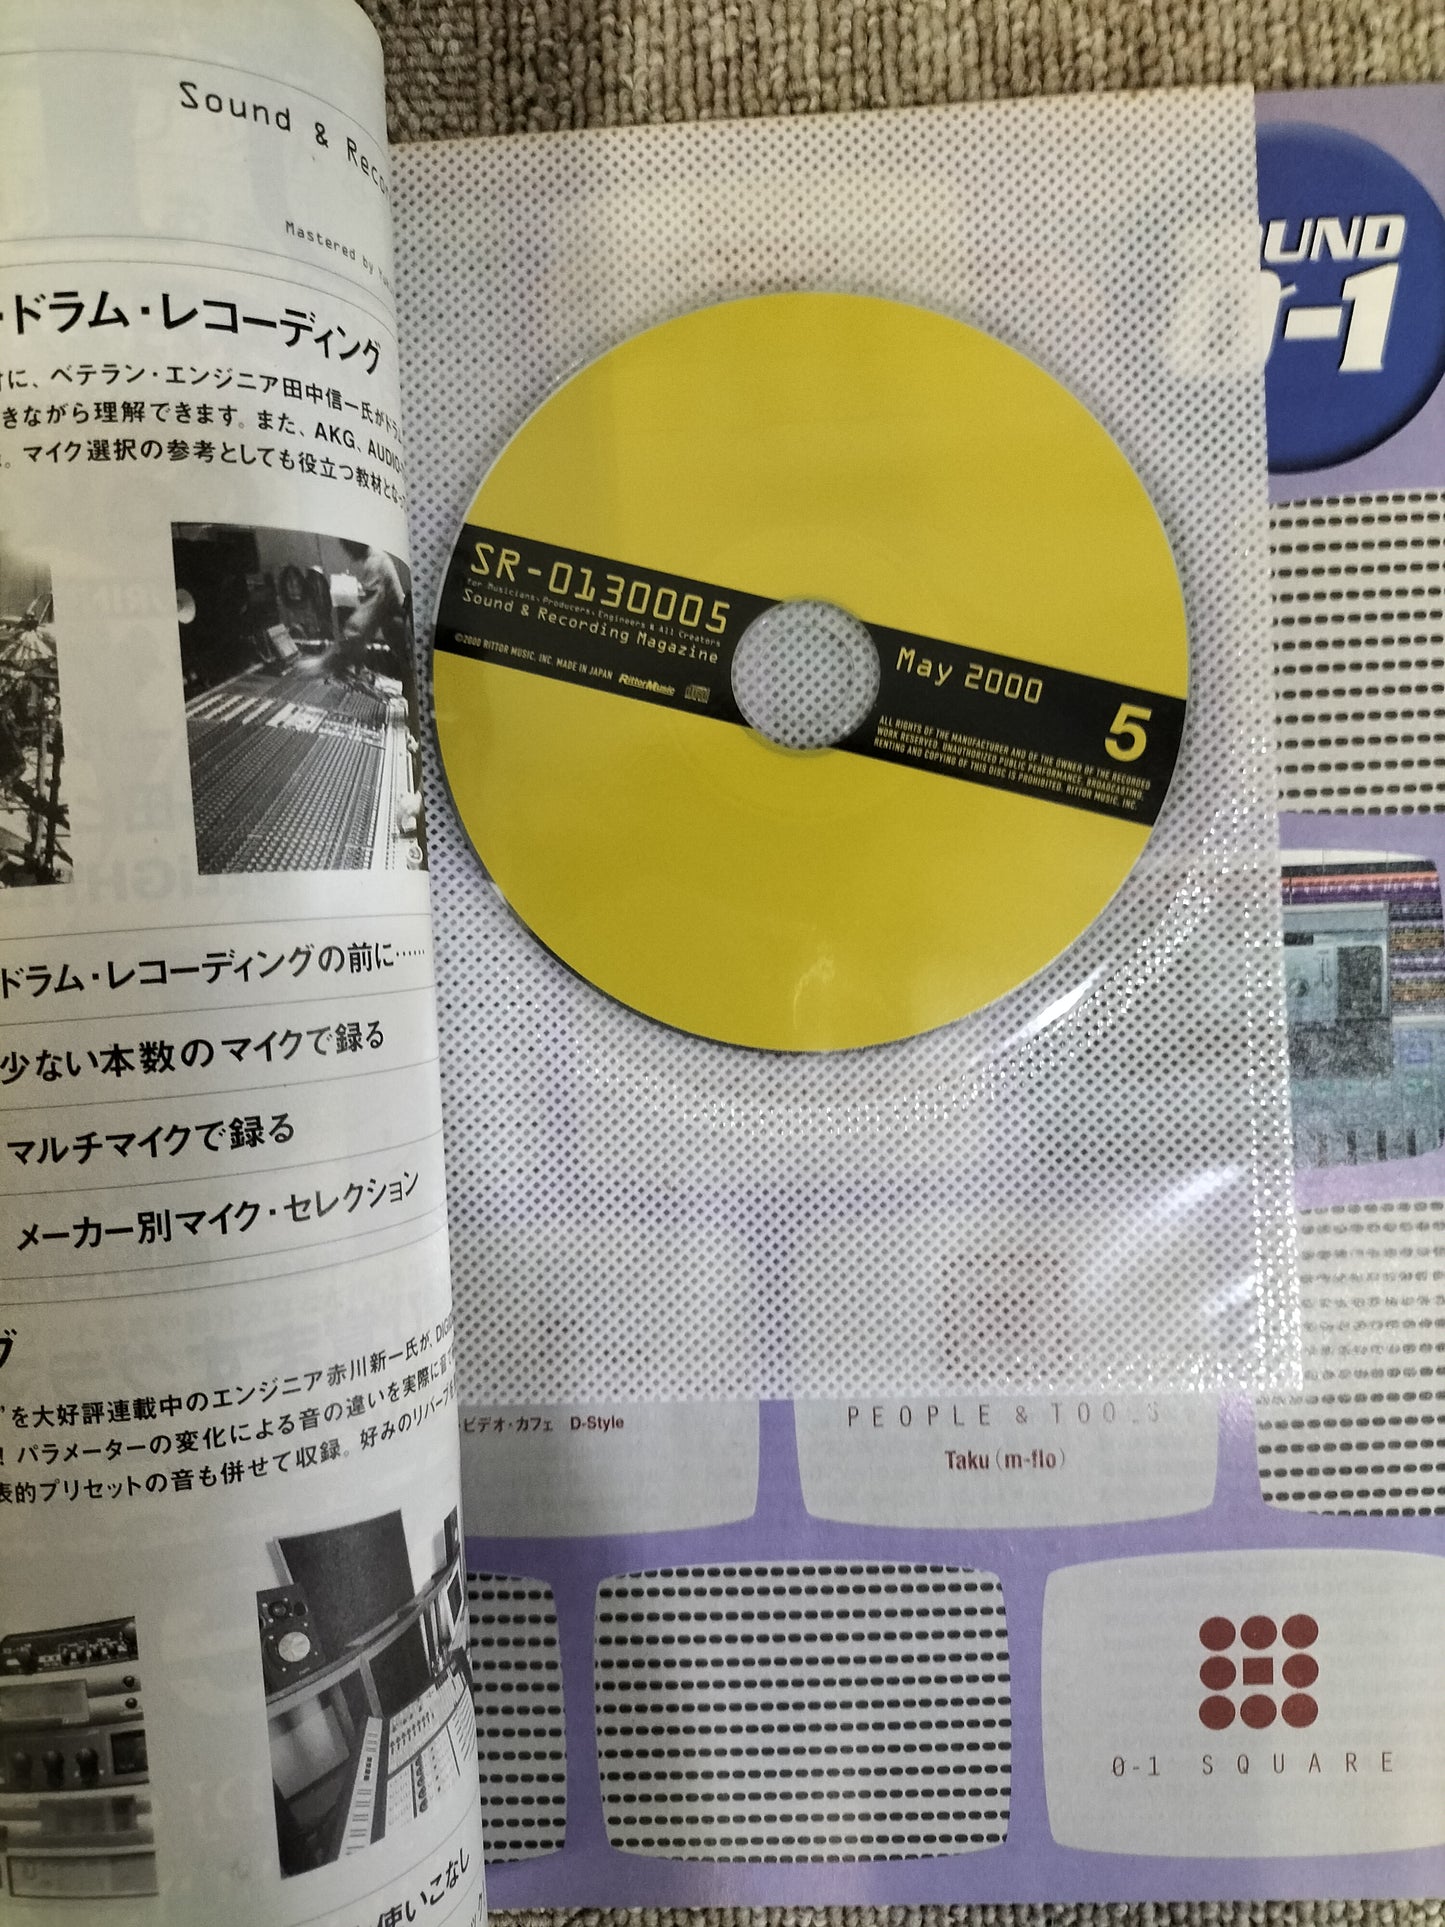 Sound & Reco
Mastered by
ドラム・レコーディング
に、ベテラン・エンジニア田中信一氏がドラム
きながら理解できます。また、AKG、AUDIO-
。マイク選択の参考としても役立つ教材となっ
ドラム・レコーディングの前に……
少ない本数のマイクで録る
マルチマイクで録る
メーカー別マイク・セレクション
グ
"を大好評連載中のエンジニア赤川新一氏が、DIGI
! パラメーターの変化による音の違いを実際に音で
表的プリセットの音も併せて収録。好みのリバーブを
使いこなし
SR-0130005
for Musicians, Producers, Engineers & All Creators
Sound & Recording Magazine
©2000 RITTOR MUSIC, INC. MADE IN JAPAN RittorMusic
May 2000
5
ALL RIGHTS OF THE MANUFACTURER AND OF THE OWNER OF THE RECORDED
WORK RESERVED. UNAUTHORIZED PUBLIC PERFORMANCE, BROADCASTING,
RENTING AND COPYING OF THIS DISC IS PROHIBITED. RITTOR MUSIC, INC.
OUND
-1
・ビデオ・カフェ D-Style
PEOPLE & TOOLS
Taku（m-flo）
0-1 SQUARE